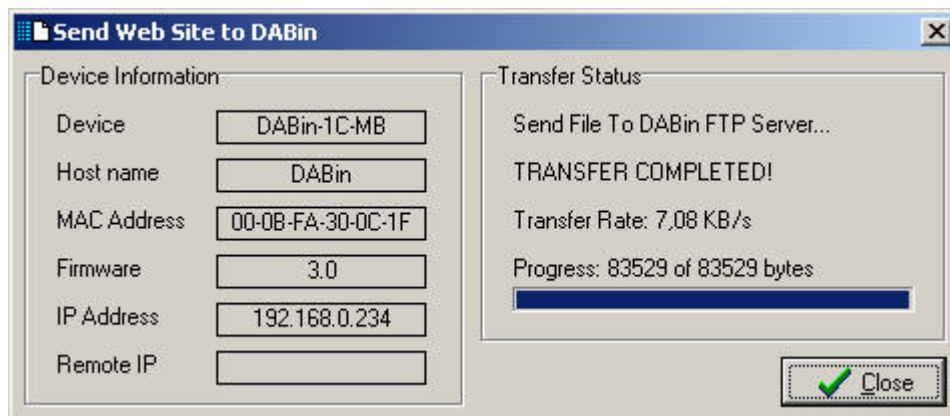 Send Web Site to DABin
Device Information
Device DABin-1C-MB
Host name DABin
MAC Address 00-0B-FA-30-0C-1F
Firmware 3.0
IP Address 192.168.0.234
Remote IP
Transfer Status
Send File To DABin FTP Server...
TRANSFER COMPLETED!
Transfer Rate: 7,08 KB/s
Progress: 83529 of 83529 bytes
Close